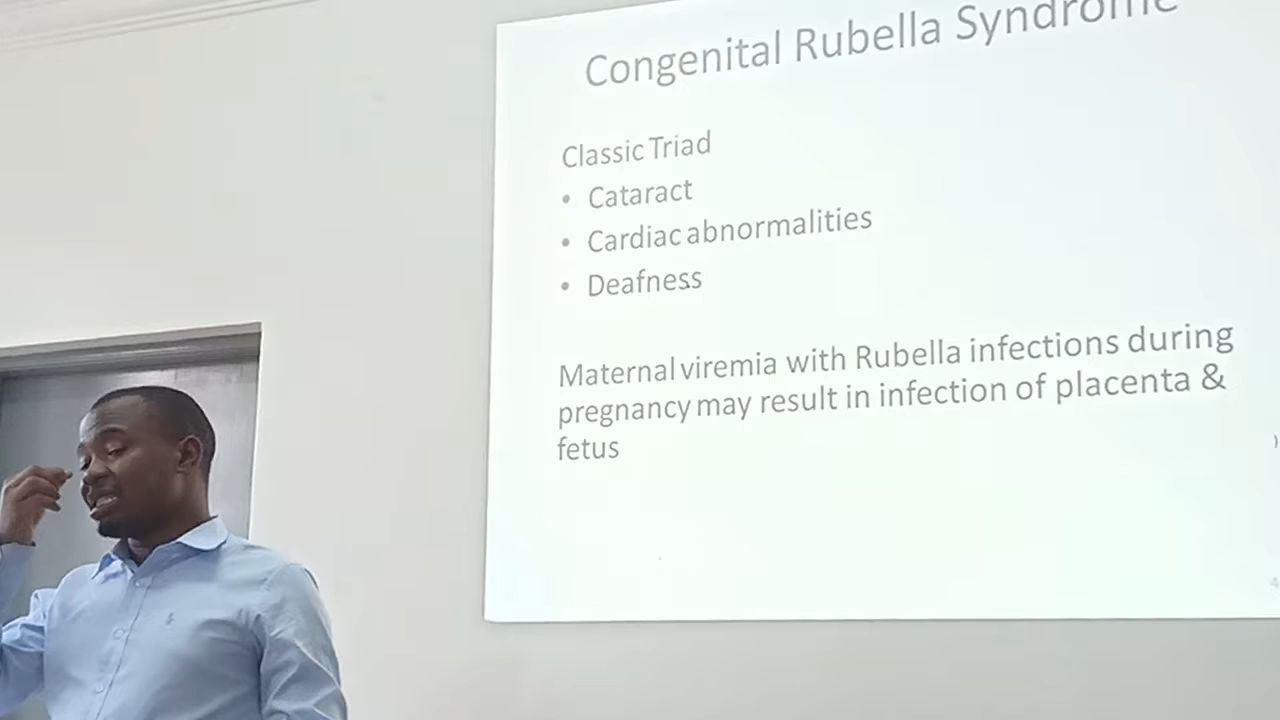 Congenital Rubella Syndrome
Classic Triad
• Cataract
• Cardiac abnormalities
• Deafness
Maternal viremia with Rubella infections during
pregnancy may result in infection of placenta &
fetus